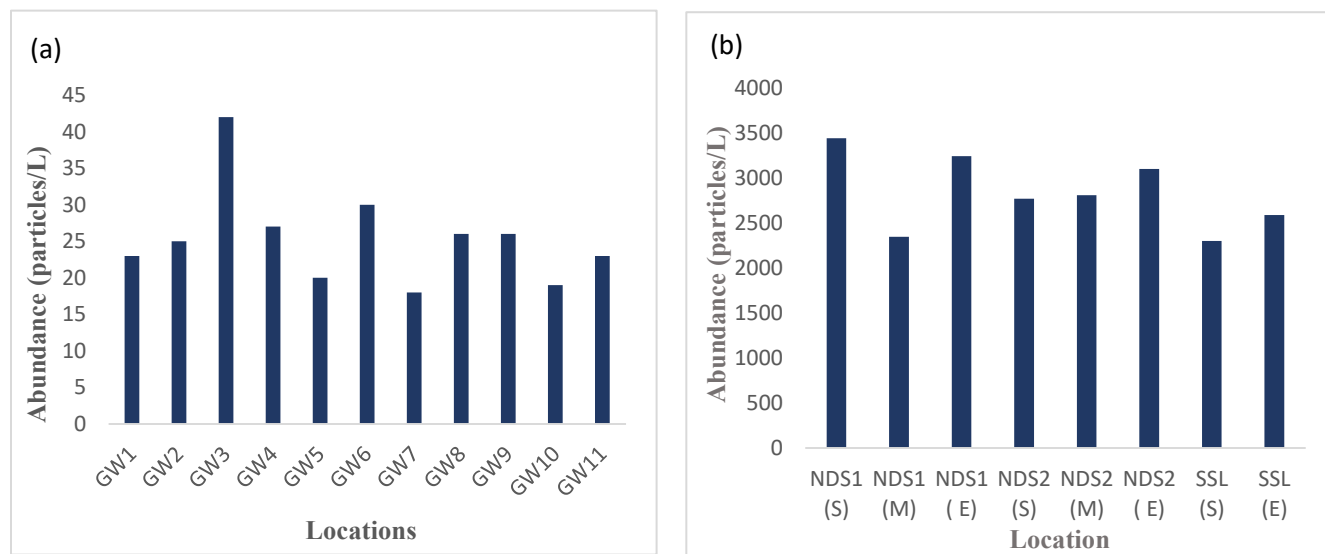 (a)
Abundance (particles/L)
45
40
35
30
25
20
15
10
5
0
GW1 GW2 GW3 GW4 GW5 GW6 GW7 GW8 GW9 GW10 GW11
Locations
(b)
Abundance (particles/L)
4000
3500
3000
2500
2000
1500
1000
500
0
NDS1 NDS1 NDS1 NDS2 NDS2 NDS2 SSL SSL
(S) (M) ( E) (S) (M) ( E) (S) (E)
Location